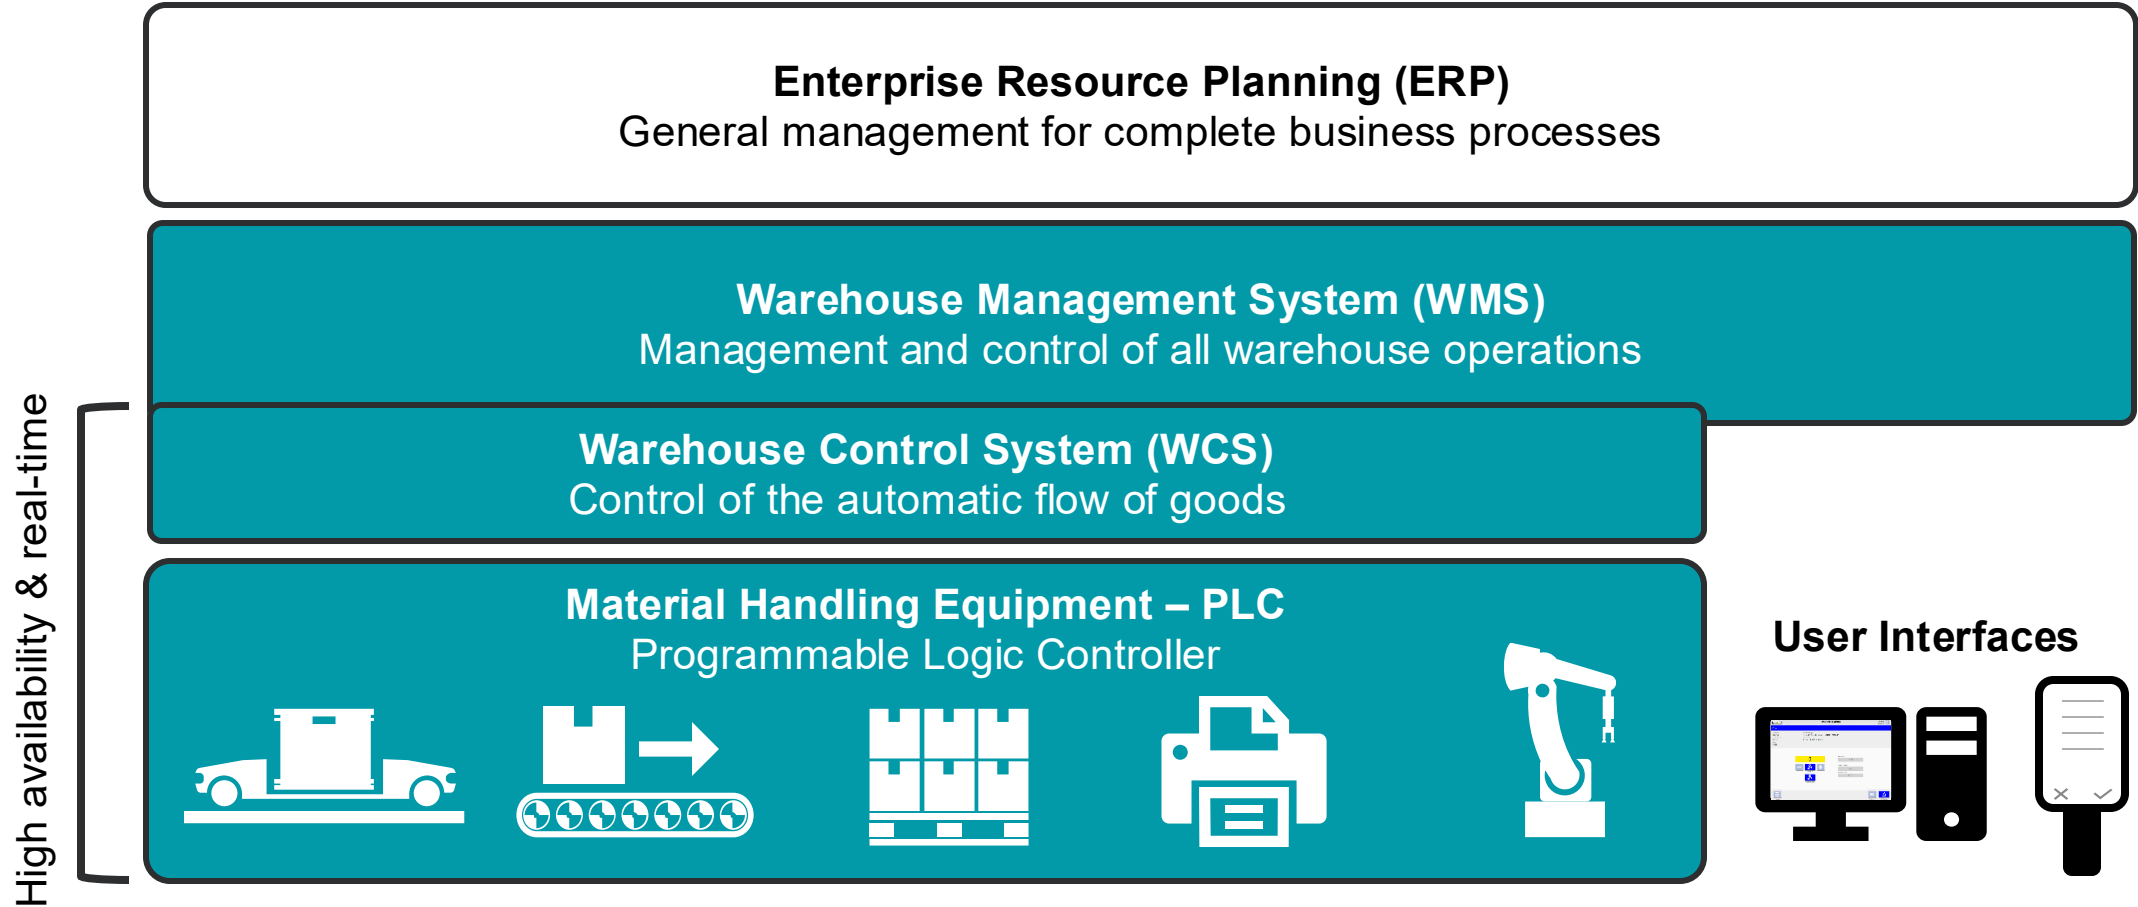 Enterprise Resource Planning (ERP)
General management for complete business processes
Warehouse Management System (WMS)
Management and control of all warehouse operations
High availability & real-time
Warehouse Control System (WCS)
Control of the automatic flow of goods
Material Handling Equipment – PLC
Programmable Logic Controller
User Interfaces